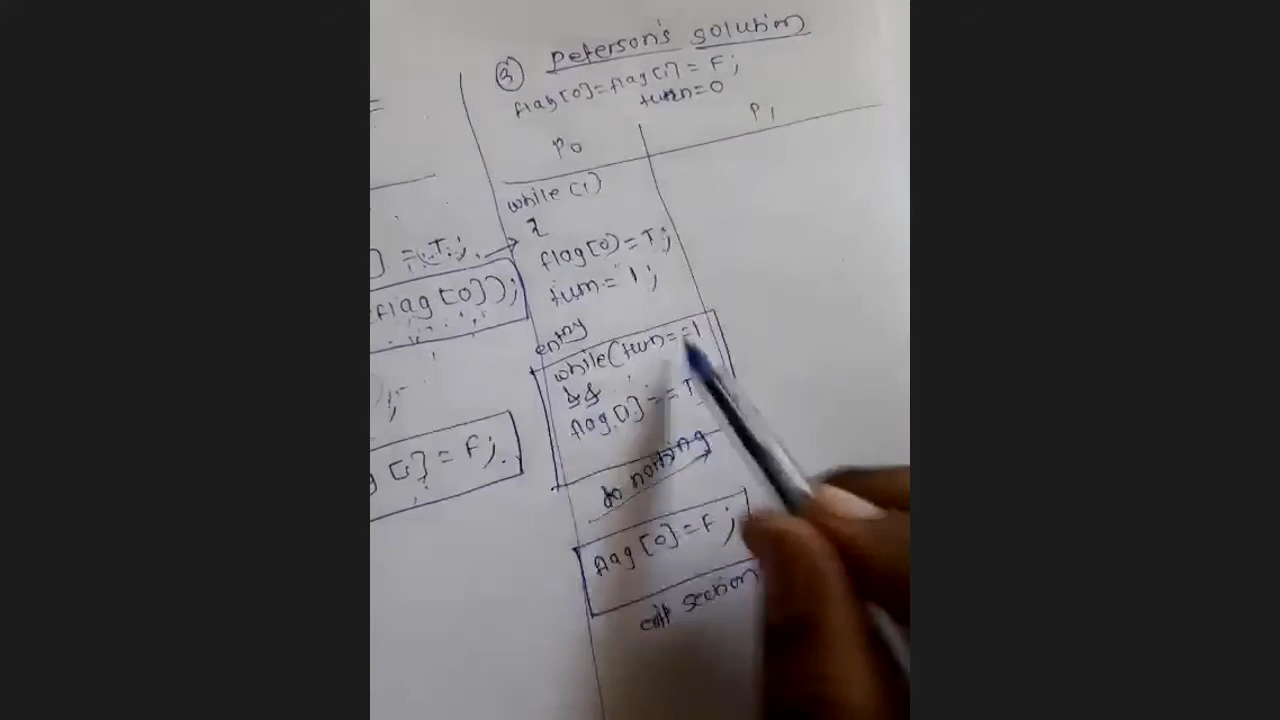 ③ Peterson's solution
flag[0]=flag[1]=F;
turn=0
P0
P1
while(1)
{
flag(0)=T;
turn=1;
entry
while(turn==1
&&
flag[1]==T
do nothing
flag[0]=F;
exit section
] = T;
flag[0]);
g[1]=F;